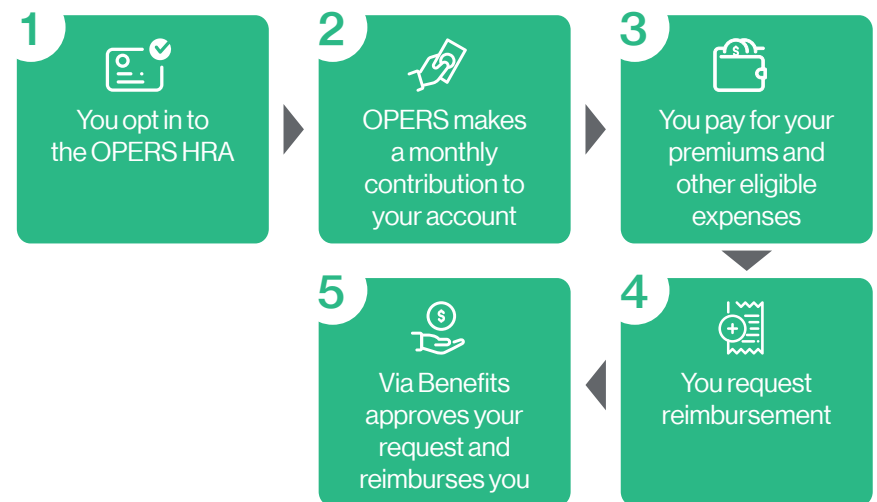 1
You opt in to
the OPERS HRA
2
OPERS makes
a monthly
contribution to
your account
3
$
You pay for your
premiums and
other eligible
expenses
4
You request
reimbursement
5
$
Via Benefits
approves your
request and
reimburses you